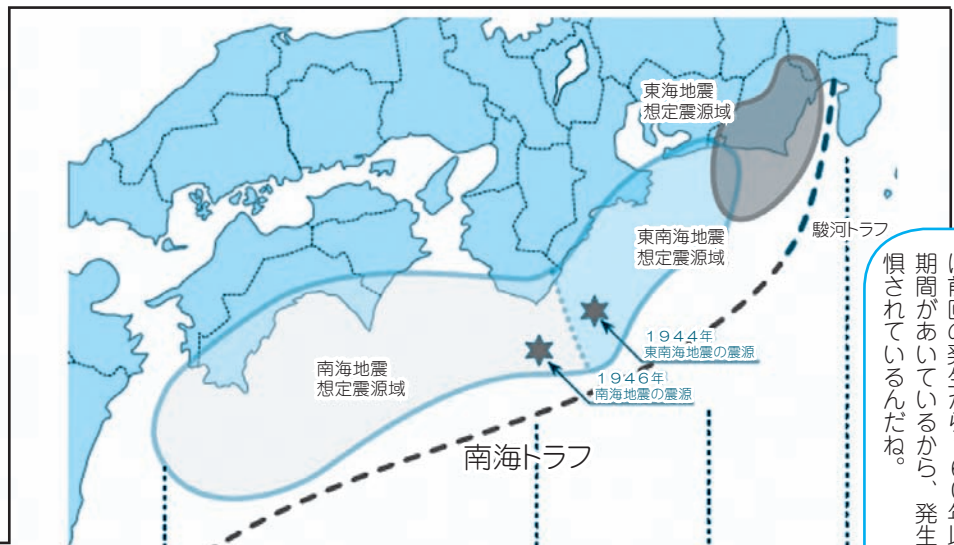 東海地震
想定震源域
東南海地震
想定震源域
駿河トラフ
1944年
東南海地震の震源
1946年
南海地震の震源
南海地震
想定震源域
南海トラフ
期間があいているから、発生
惧されているんだね。